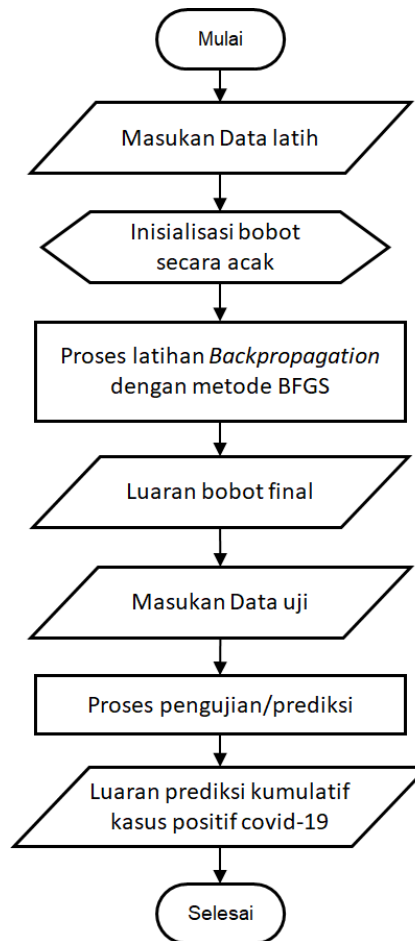 Mulai
Masukan Data latih
Inisialisasi bobot
secara acak
Proses latihan Backpropagation
dengan metode BFGS
Luaran bobot final
Masukan Data uji
Proses pengujian/prediksi
Luaran prediksi kumulatif
kasus positif covid-19
Selesai